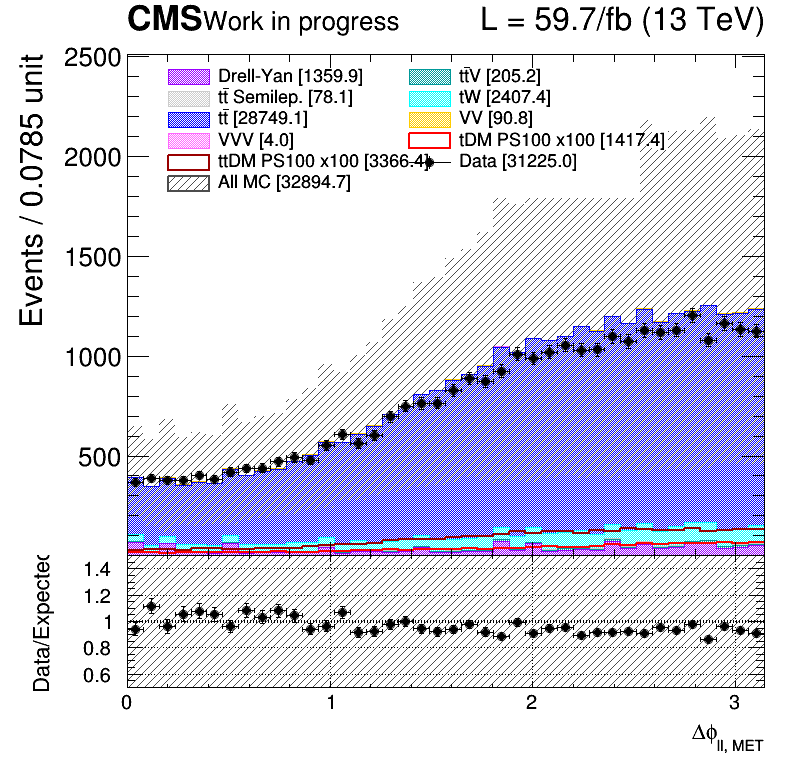 CMS Work in progress L = 59.7/fb (13 TeV)
Events / 0.0785 unit
2500
2000
1500
1000
500
Drell-Yan [1359.9]
tt̄V [205.2]
tt̄ Semilep. [78.1]
tW [2407.4]
tt̄ [28749.1]
VV [90.8]
VVV [4.0]
tDM PS100 x100 [1417.4]
ttDM PS100 x100 [3366.4]
Data [31225.0]
All MC [32894.7]
Data/Expected
1.4
1.2
1
0.8
0.6
0 1 2 3
Δϕll, MET